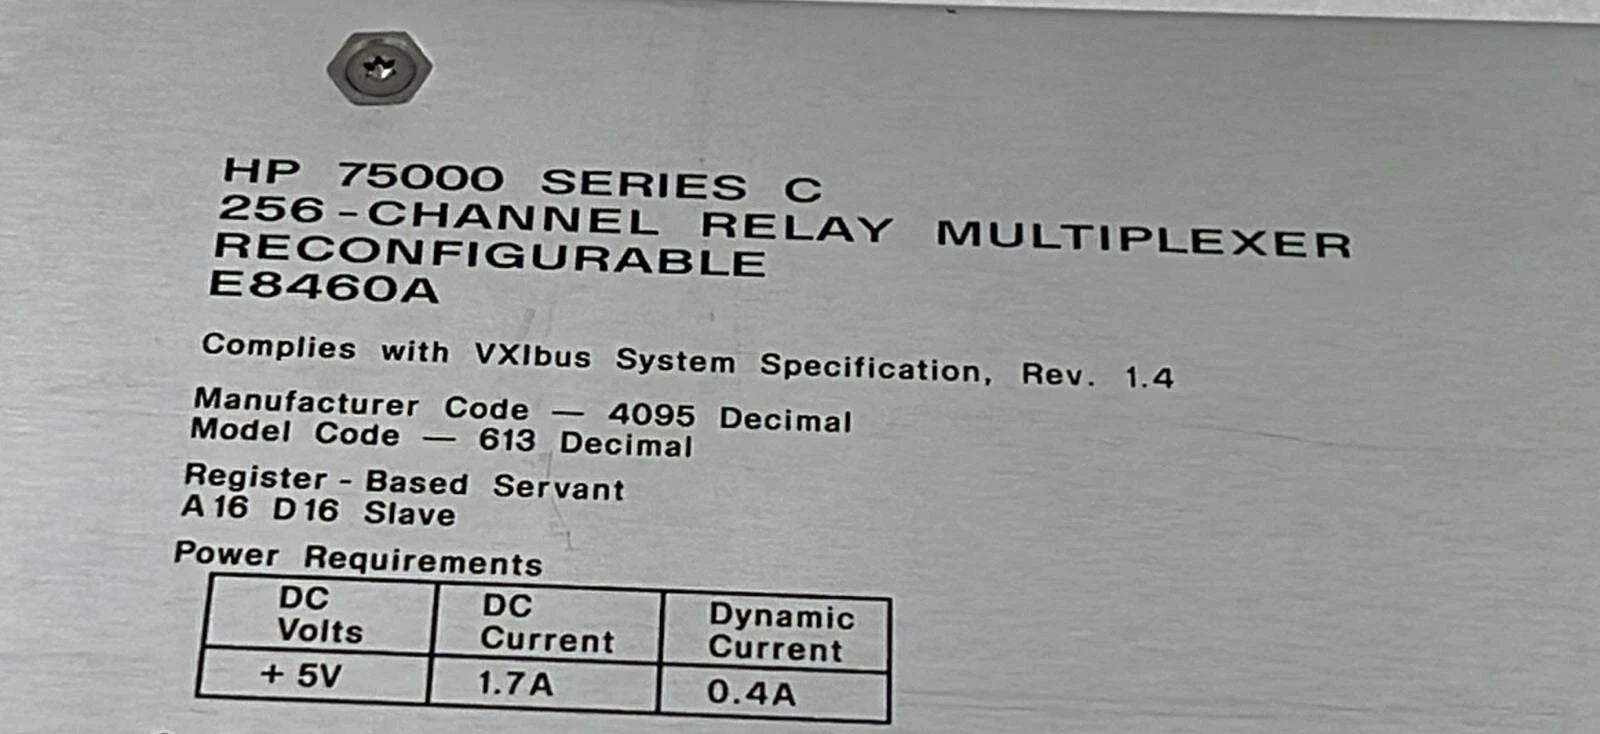 HP 75000 SERIES C
256-CHANNEL RELAY MULTIPLEXER
RECONFIGURABLE
E8460A
Complies with VXIbus System Specification, Rev. 1.4
Manufacturer Code — 4095 Decimal
Model Code — 613 Decimal
Register-Based Servant
A16 D16 Slave
Power Requirements
DC Volts DC Current Dynamic Current
+5V 1.7A 0.4A